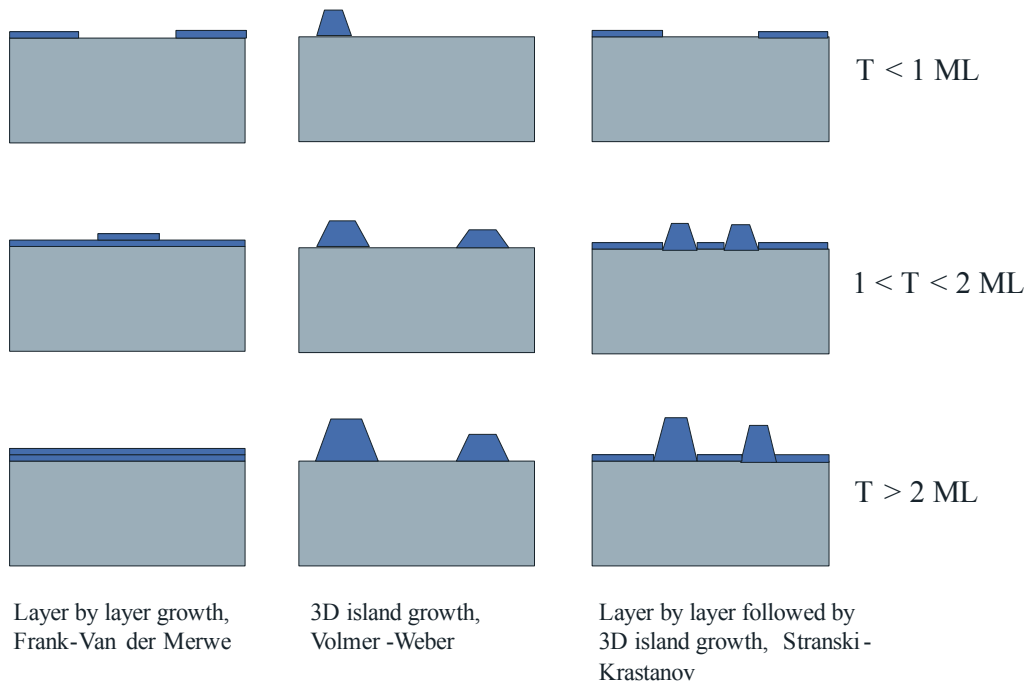 T < 1 ML
1 < T < 2 ML
T > 2 ML
Layer by layer growth,
Frank-Van der Merwe
3D island growth,
Volmer -Weber
Layer by layer followed by
3D island growth, Stranski-
Krastanov